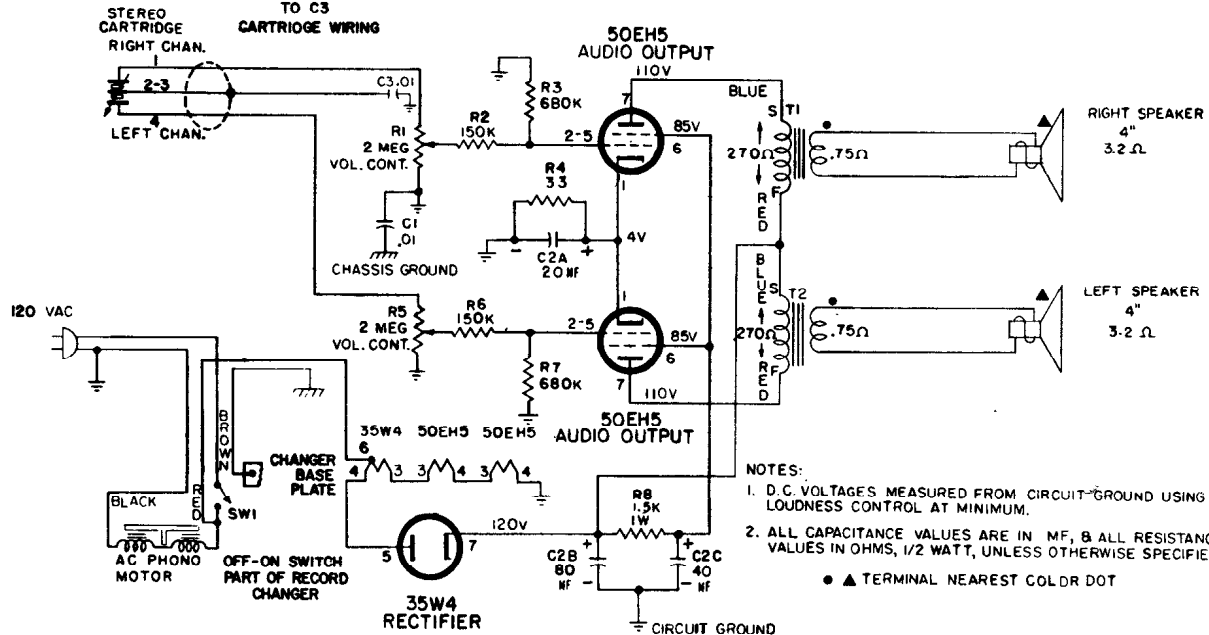 TO C3
CARTRIDGE WIRING
STEREO
CARTRIDGE
RIGHT CHAN.
1
2-3
4
LEFT CHAN.
C3.01
R1
2 MEG
VOL. CONT.
C1
.01
CHASSIS GROUND
R2
150K
R3
680K
2-5
50EH5
AUDIO OUTPUT
110V
7
85V
6
1
R4
33
C2A
20 MF
-
+
4V
BLUE
S T1
270Ω
.75Ω
F
RED
RIGHT SPEAKER
4"
3.2 Ω
120 VAC
R5
2 MEG
VOL. CONT.
R6
150K
2-5
R7
680K
1
85V
6
7
110V
50EH5
AUDIO OUTPUT
BLUE
S
T2
270Ω
.75Ω
F
RED
LEFT SPEAKER
4"
3.2 Ω
BROWN
RED
BLACK
SW1
AC PHONO
MOTOR
OFF-ON SWITCH
PART OF RECORD
CHANGER
CHANGER
BASE
PLATE
35W4 50EH5 50EH5
6
4 3 3 4 3 4
5
7
35W4
RECTIFIER
120V
R8
1.5K
1W
+
C2B
80
MF
-
+
C2C
40
MF
-
CIRCUIT GROUND
NOTES:
1. D.C. VOLTAGES MEASURED FROM CIRCUIT GROUND USING
LOUDNESS CONTROL AT MINIMUM.
2. ALL CAPACITANCE VALUES ARE IN MF, & ALL RESISTANC
VALUES IN OHMS, 1/2 WATT, UNLESS OTHERWISE SPECIFIE
● ▲ TERMINAL NEAREST COLOR DOT